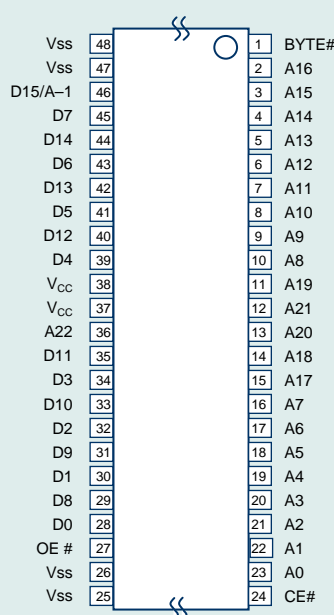 Vss 48 1 BYTE#
Vss 47 2 A16
D15/A–1 46 3 A15
D7 45 4 A14
D14 44 5 A13
D6 43 6 A12
D13 42 7 A11
D5 41 8 A10
D12 40 9 A9
D4 39 10 A8
VCC 38 11 A19
VCC 37 12 A21
A22 36 13 A20
D11 35 14 A18
D3 34 15 A17
D10 33 16 A7
D2 32 17 A6
D9 31 18 A5
D1 30 19 A4
D8 29 20 A3
D0 28 21 A2
OE # 27 22 A1
Vss 26 23 A0
Vss 25 24 CE#